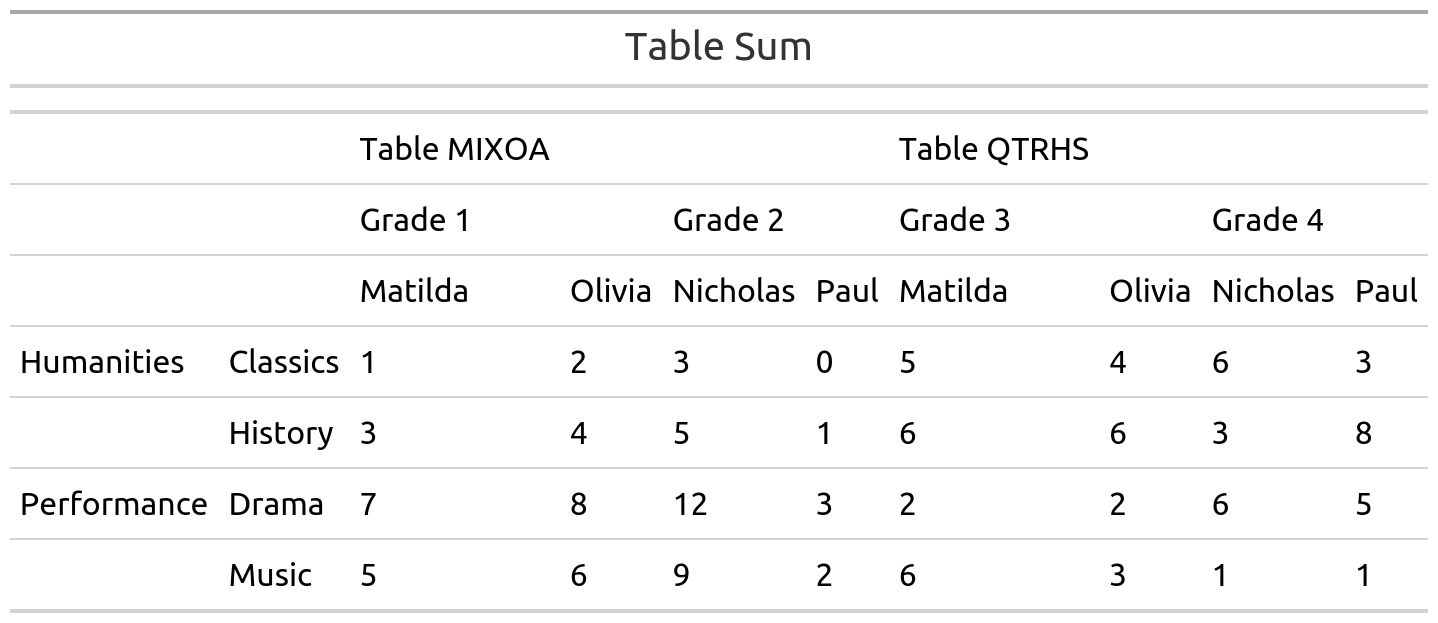 Table Sum
Table MIXOA Table QTRHS
Grade 1 Grade 2 Grade 3 Grade 4
Matilda Olivia Nicholas Paul Matilda Olivia Nicholas Paul
Humanities Classics 1 2 3 0 5 4 6 3
History 3 4 5 1 6 6 3 8
Performance Drama 7 8 12 3 2 2 6 5
Music 5 6 9 2 6 3 1 1